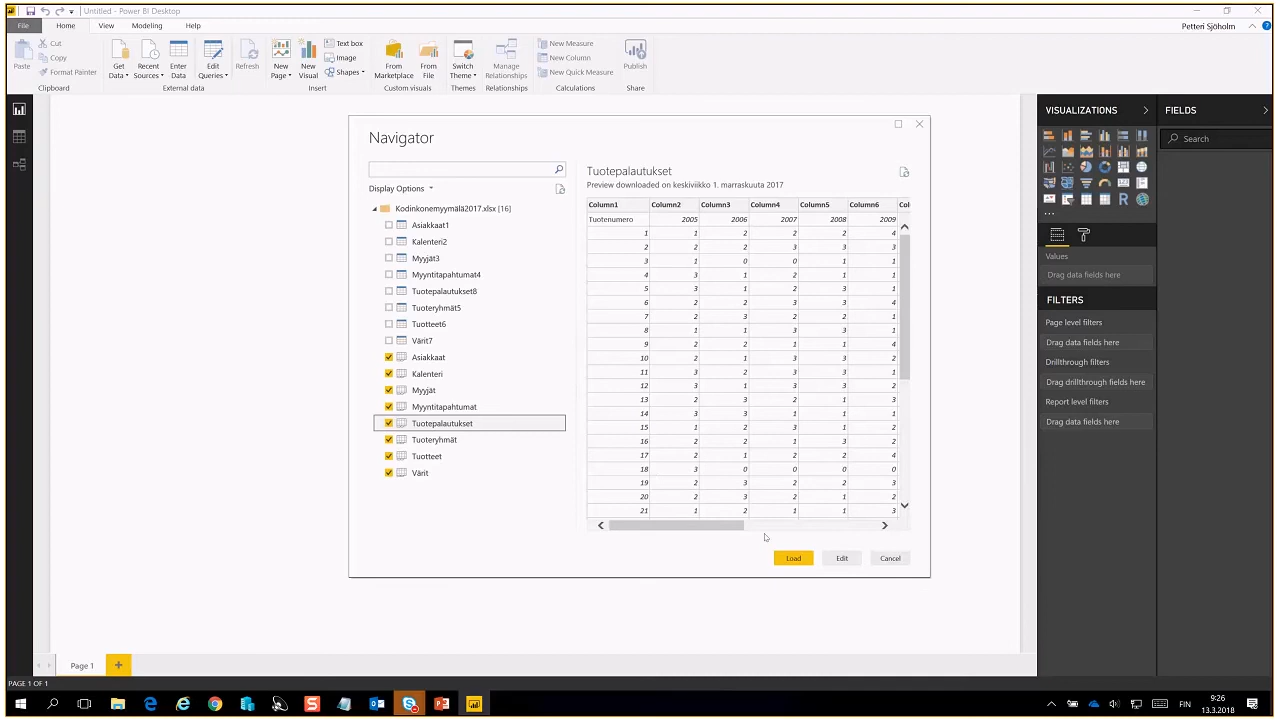 Untitled - Power BI Desktop
Petteri Sjöholm
File Home View Modeling Help
Paste
Cut
Copy
Format Painter
Clipboard
Get Data
Recent Sources
Enter Data
Edit Queries
Refresh
External data
New Page
New Visual
Text box
Image
Shapes
Insert
From Marketplace
From File
Custom visuals
Switch Theme
Themes
Manage Relationships
Relationships
New Measure
New Column
New Quick Measure
Calculations
Publish
Share
Navigator
Display Options
Kodinkonemyymälä2017.xlsx [16]
Asiakkaat1
Kalenteri2
Myyjät3
Myyntitapahtumat4
Tuotepalautukset8
Tuoteryhmät5
Tuotteet6
Värit7
Asiakkaat
Kalenteri
Myyjät
Myyntitapahtumat
Tuotepalautukset
Tuoteryhmät
Tuotteet
Värit
Tuotepalautukset
Preview downloaded on keskiviikko 1. marraskuuta 2017
Column1 Column2 Column3 Column4 Column5 Column6 Col
Tuotenumero 2005 2006 2007 2008 2009
1 1 2 2 2 4
2 2 2 3 3 3
3 1 0 0 1 1
4 3 1 2 1 1
5 3 1 2 3 1
6 2 2 3 3 4
7 2 3 2 2 1
8 1 1 3 3 1
9 2 2 1 1 4
10 2 1 3 3 2
11 3 2 3 3 1
12 3 1 3 3 2
13 2 3 2 2 1
14 3 3 1 1 1
15 1 2 3 2 2
16 2 2 1 3 2
17 2 1 2 2 4
18 3 0 0 0 0
19 2 3 2 2 3
20 2 3 2 1 2
21 1 2 1 1 3
Load Edit Cancel
VISUALIZATIONS
Values
Drag data fields here
FILTERS
Page level filters
Drag data fields here
Drillthrough filters
Drag drillthrough fields here
Report level filters
Drag data fields here
FIELDS
Search
Page 1
PAGE 1 OF 1
FIN
9:26
13.3.2018